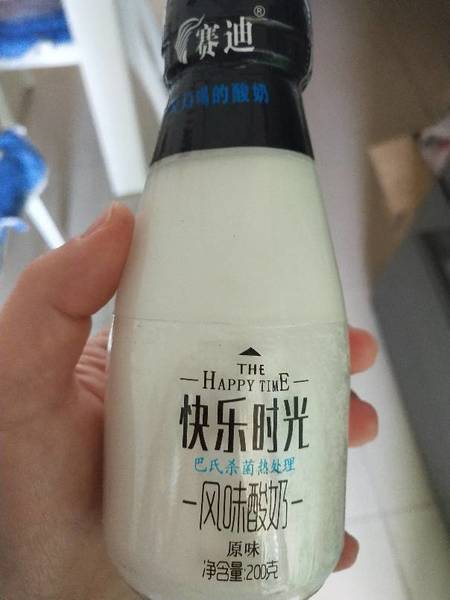 赛迪®
的酸奶
THE
HAPPY TIME
快乐时光
巴氏杀菌热处理
风味酸奶
原味
净含量:200克